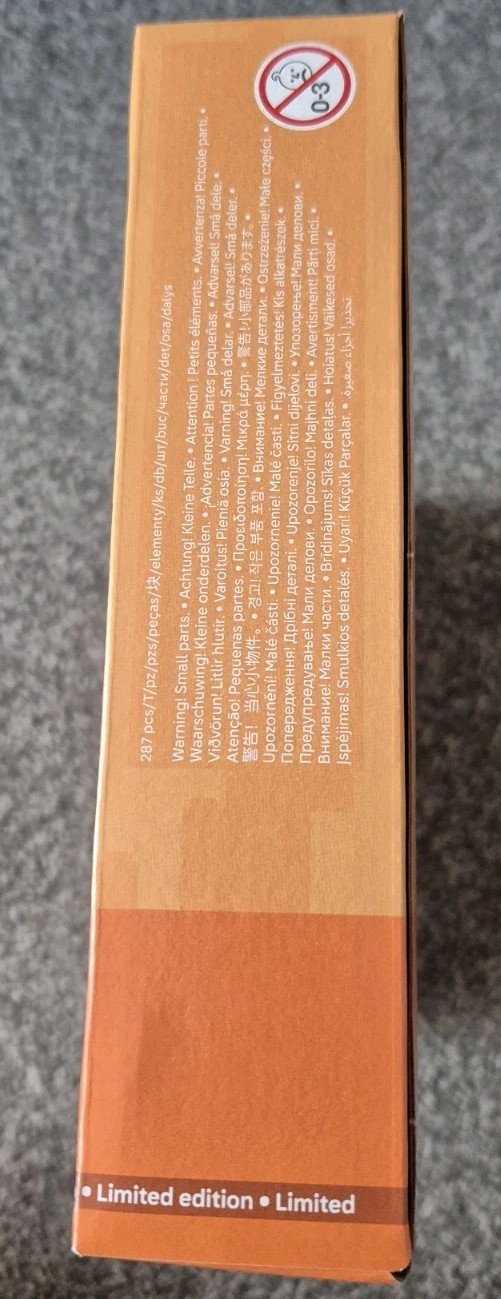 0-3
287 pcs/T/pz/pzs/peças/块/elementy/ks/db/шт/buc/части/det/osa/dalys
Warning! Small parts. • Achtung! Kleine Teile. • Attention ! Petits éléments. • Avvertenza! Piccole parti. •
Waarschuwing! Kleine onderdelen. • ¡Advertencia! Partes pequeñas. • Advarsel! Små dele. •
Viðvörun! Litlir hlutir. • Varoitus! Pieniä osia. • Varning! Små delar. • Advarsel! Små deler. •
Atenção! Pequenas partes. • Προειδοποίηση! Μικρά μέρη. • 警告!小部品があります。 •
警告！ 当心小物件。 • 경고! 작은 부품 포함. • Внимание! Мелкие детали. • Ostrzeżenie! Małe części. •
Upozornění! Malé části. • Upozornenie! Malé časti. • Figyelmeztetés! Kis alkatrészek. •
Попередження! Дрібні деталі. • Upozorenje! Sitni dijelovi. • Упозорење! Мали делови. •
Предупредување! Мали делови. • Opozorilo! Majhni deli. • Avertisment! Părți mici. •
Внимание! Малки части. • Brīdinājums! Sīkas detaļas. • Hoiatus! Väikesed osad. •
Įspėjimas! Smulkios detalės. • Uyarı! Küçük Parçalar. • تحذير! أجزاء صغيرة.
• Limited edition • Limited